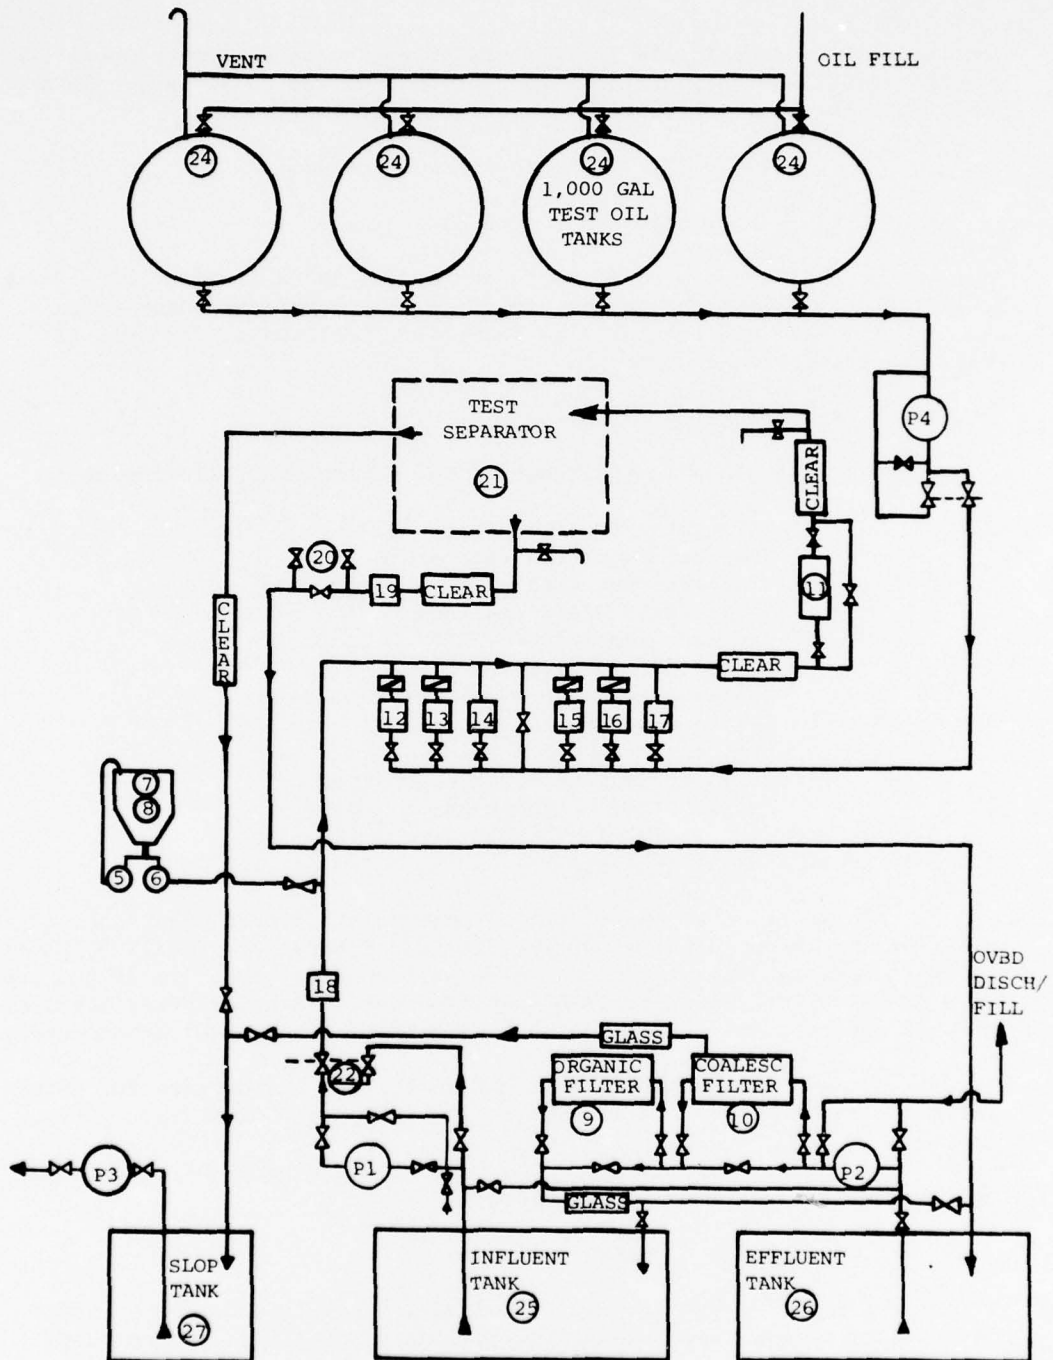 VENT
OIL FILL
24
24
24
24
1,000 GAL
TEST OIL
TANKS
P4
TEST
SEPARATOR
21
CLEAR
20
19
CLEAR
11
CLEAR
CLEAR
12
13
14
15
16
17
7
8
5
6
18
OVBD
DISCH/
FILL
GLASS
22
ORGANIC
FILTER
9
COALESC
FILTER
10
P3
P1
P2
GLASS
SLOP
TANK
27
INFLUENT
TANK
25
EFFLUENT
TANK
26